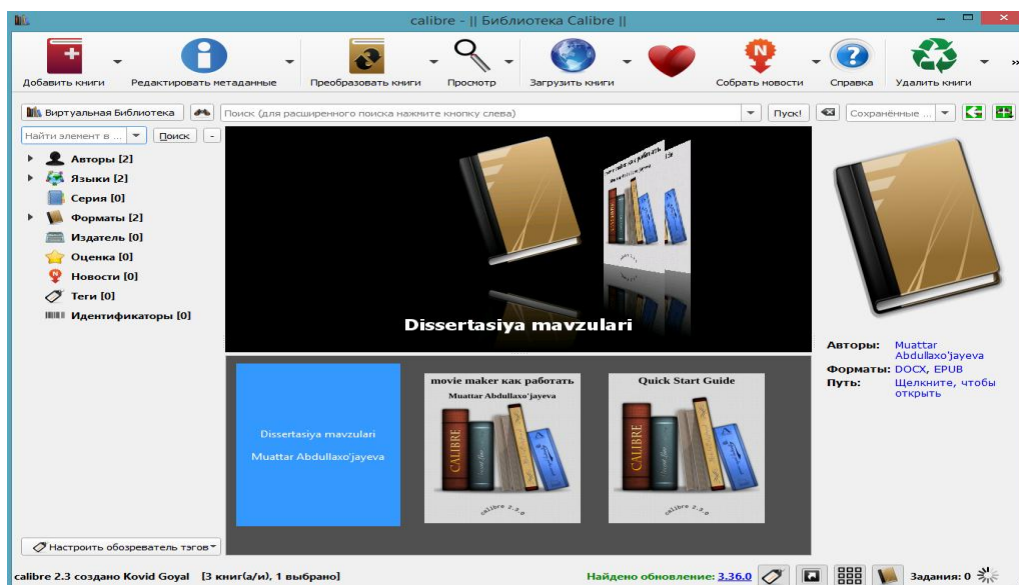 calibre - || Библиотека Calibre ||
Добавить книги
Редактировать метаданные
Преобразовать книги
Просмотр
Загрузить книги
Собрать новости
Справка
Удалить книги
Виртуальная Библиотека
Поиск (для расширенного поиска нажмите кнопку слева)
Пуск!
Сохранённые ...
Найти элемент в ...
Поиск
Авторы [2]
Языки [2]
Серия [0]
Форматы [2]
Издатель [0]
Оценка [0]
Новости [0]
Теги [0]
Идентификаторы [0]
Настроить обозреватель тэгов
Dissertasiya mavzulari
Dissertasiya mavzulari
Muattar Abdullaxo'jayeva
movie maker как работать
Muattar Abdullaxo'jayeva
CALIBRE
calibre 2.3.0
Quick Start Guide
CALIBRE
calibre 2.3.0
Авторы: Muattar
Abdullaxo'jayeva
Форматы: DOCX, EPUB
Путь: Щелкните, чтобы
открыть
calibre 2.3 создано Kovid Goyal [3 книг(а/и), 1 выбрано]
Найдено обновление: 3.36.0
Задания: 0